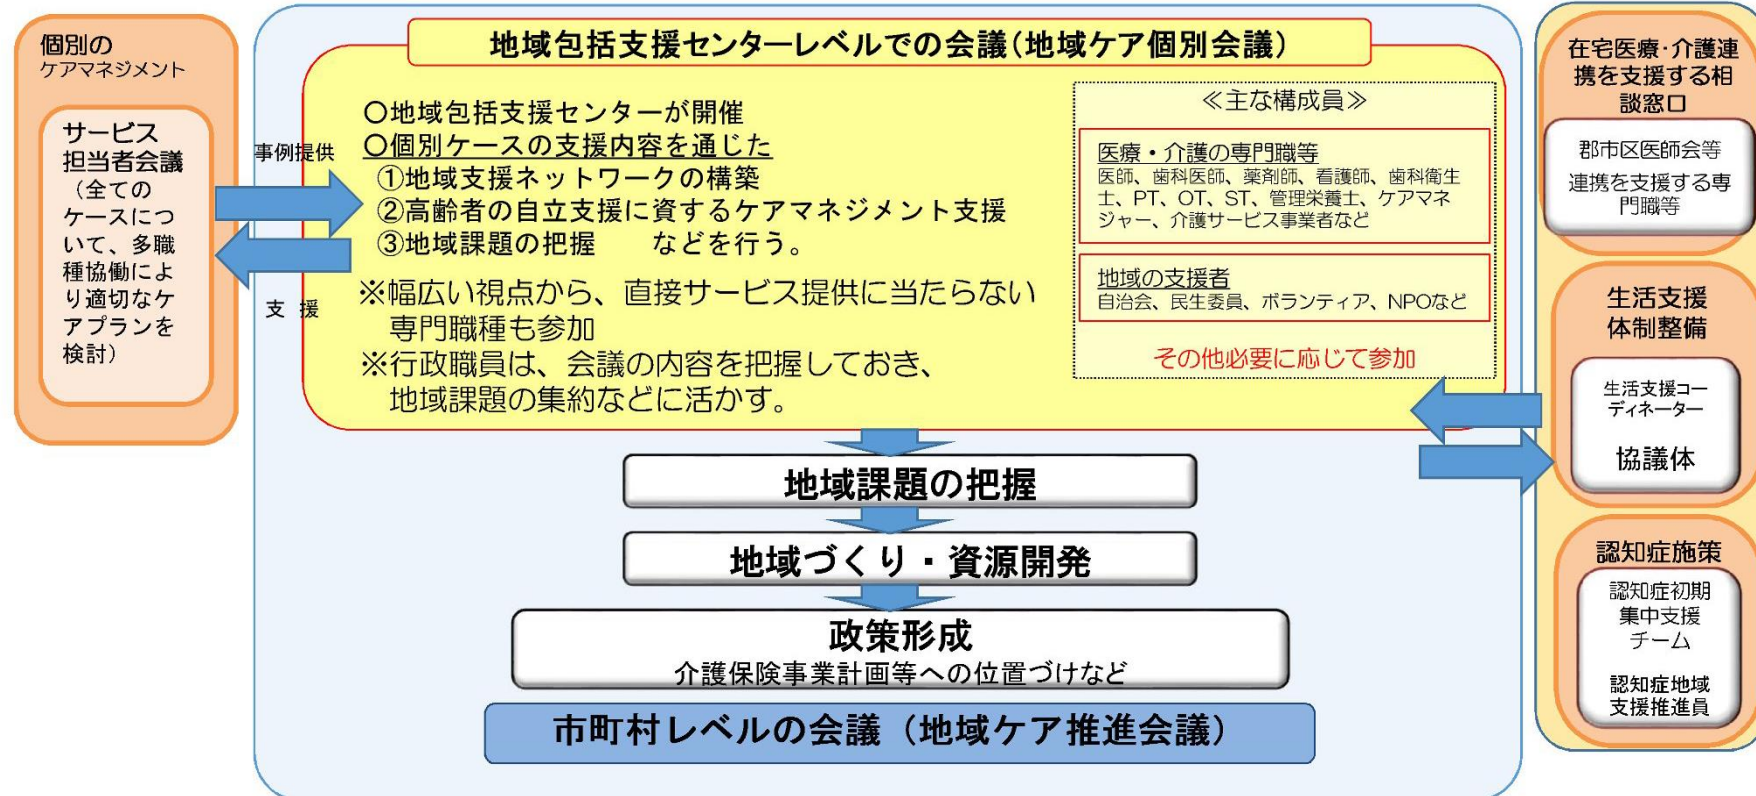 個別の
ケアマネジメント
サービス
担当者会議
（全ての
ケースについ
いて、多職
種協働によ
り適切なケ
アプランを
検討）
事例提供
支 援
地域包括支援センターレベルでの会議（地域ケア個別会議）
〇地域包括支援センターが開催
〇個別ケースの支援内容を通じた
①地域支援ネットワークの構築
②高齢者の自立支援に資するケアマネジメント支援
③地域課題の把握　　などを行う。
※幅広い視点から、直接サービス提供に当たらない
専門職種も参加
※行政職員は、会議の内容を把握しておき、
地域課題の集約などに活かす。
≪主な構成員≫
医療・介護の専門職等
医師、歯科医師、薬剤師、看護師、歯科衛生
士、PT、OT、ST、管理栄養士、ケアマネ
ジャー、介護サービス事業者など
地域の支援者
自治会、民生委員、ボランティア、NPOなど
その他必要に応じて参加
地域課題の把握
地域づくり・資源開発
政策形成
介護保険事業計画等への位置づけなど
市町村レベルの会議（地域ケア推進会議）
在宅医療・介護連
携を支援する相
談窓口
郡市区医師会等
連携を支援する専
門職等
生活支援
体制整備
生活支援コー
ディネーター
協議体
認知症施策
認知症初期
集中支援
チーム
認知症地域
支援推進員